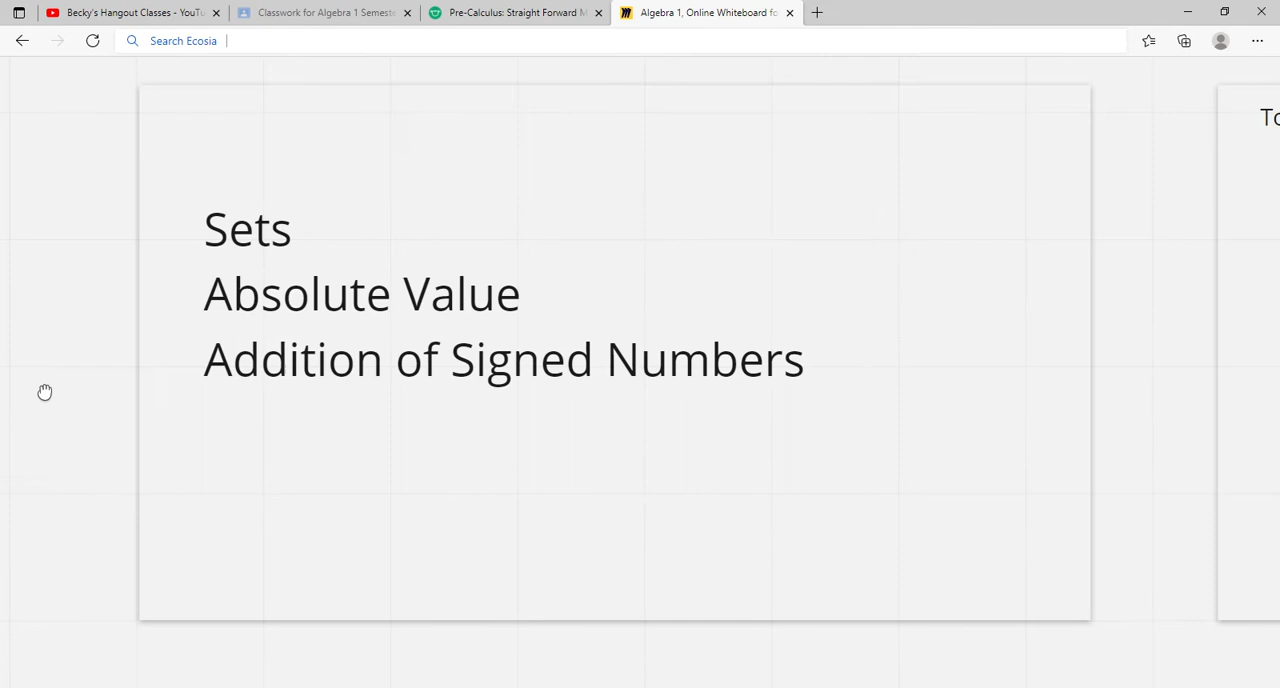 Becky's Hangout Classes - YouTu
Classwork for Algebra 1 Semeste
Pre-Calculus: Straight Forward M
Algebra 1, Online Whiteboard fo
Search Ecosia
To
Sets
Absolute Value
Addition of Signed Numbers